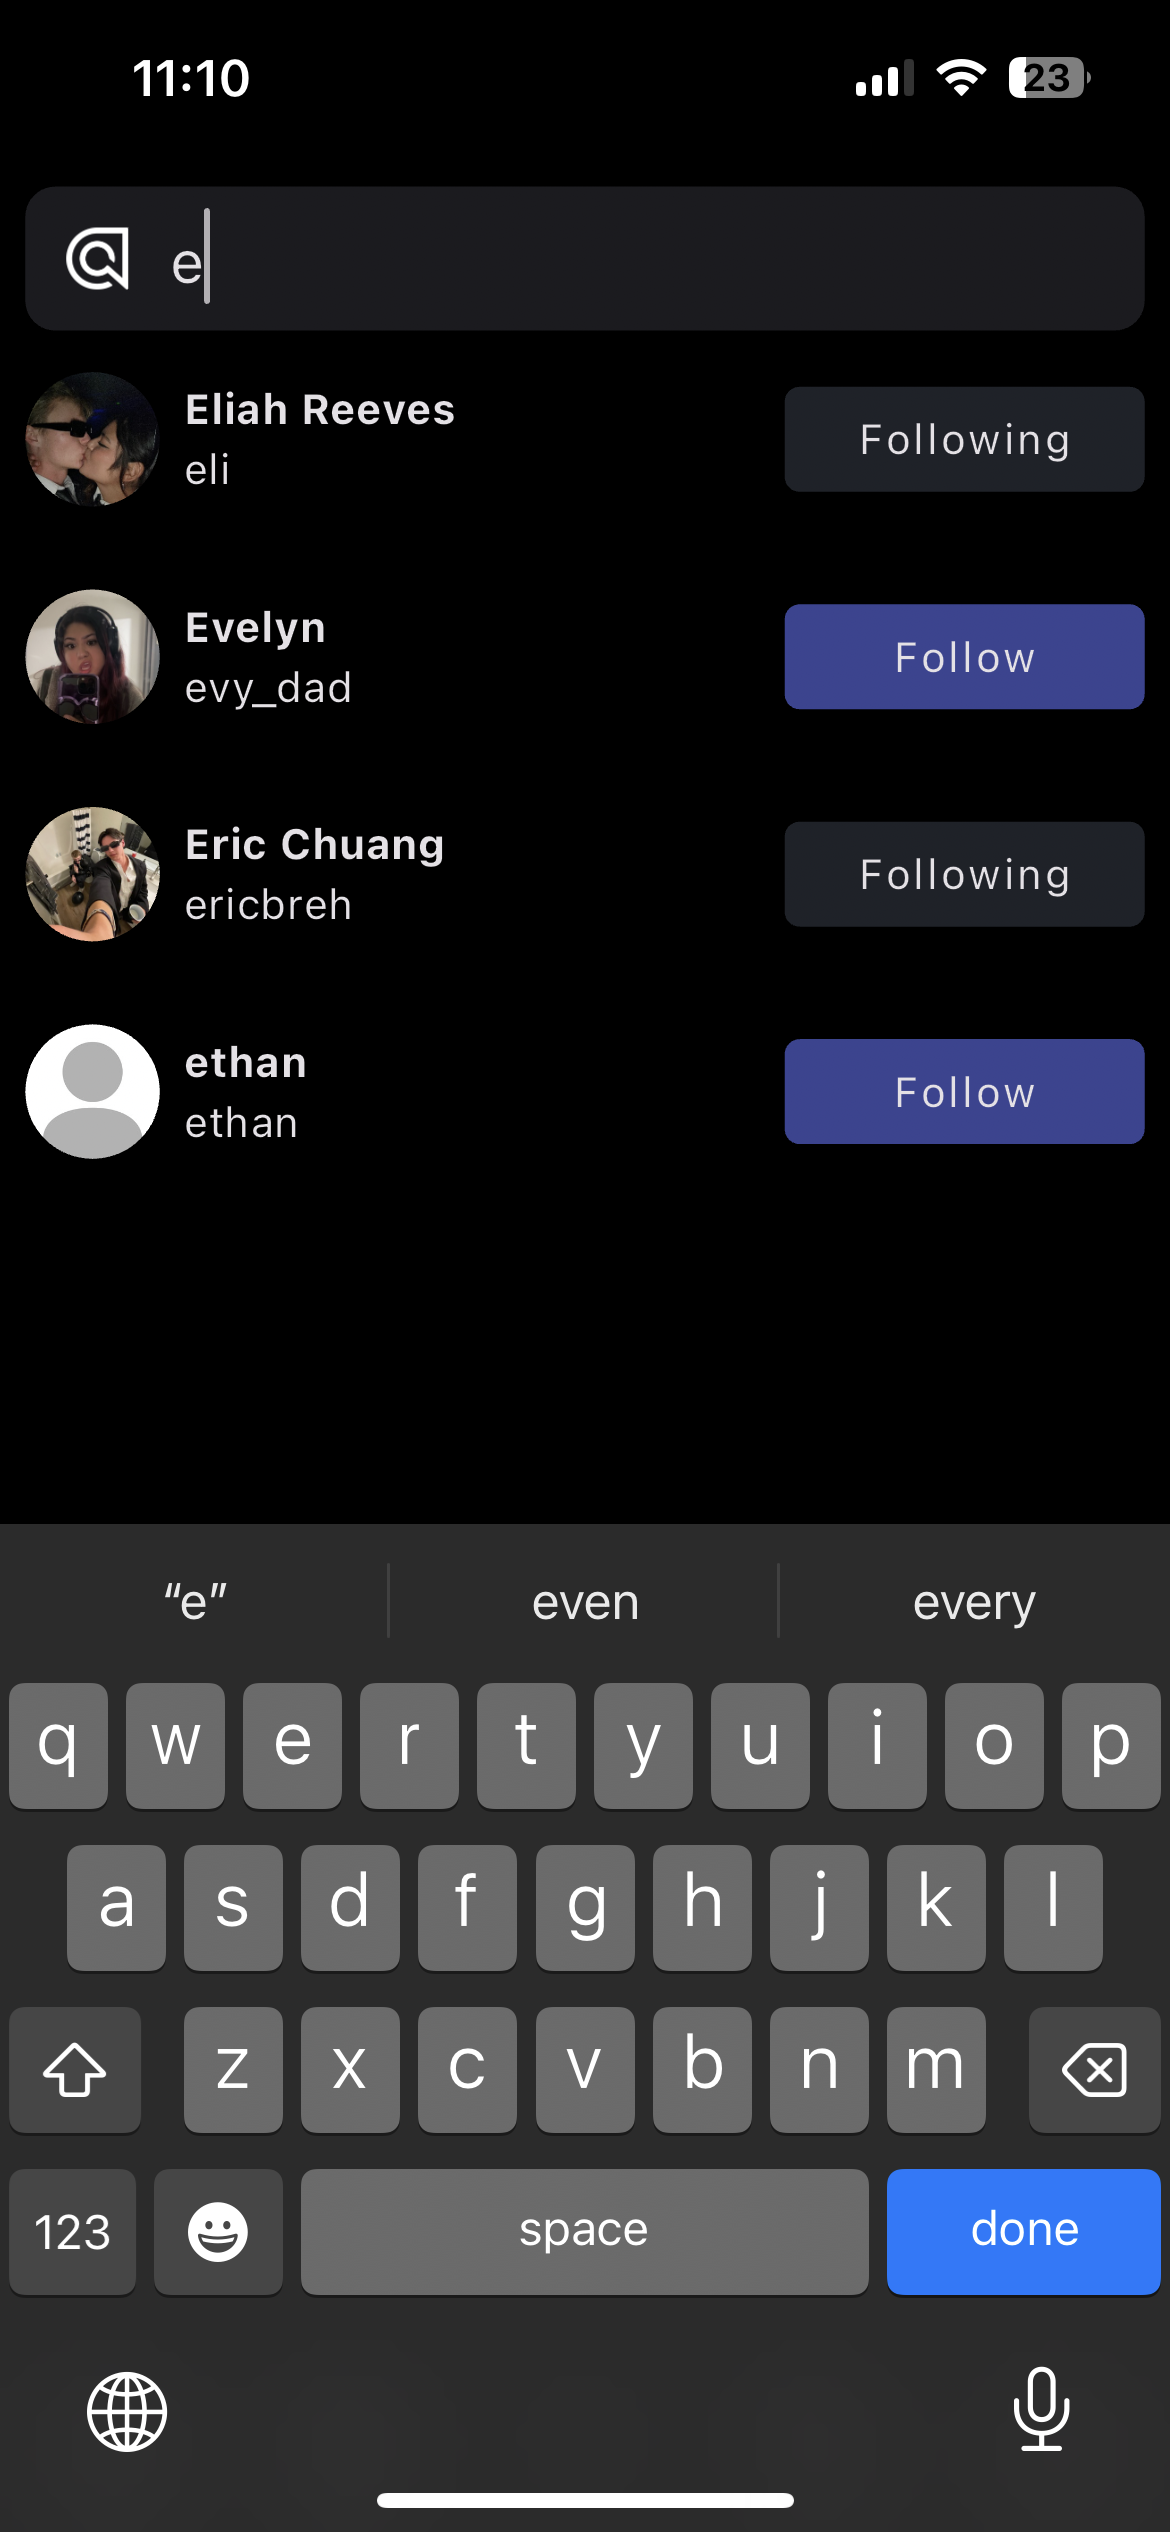 11:10
23
e
Eliah Reeves
eli
Following
Evelyn
evy_dad
Follow
Eric Chuang
ericbreh
Following
ethan
ethan
Follow
“e” even every
q w e r t y u i o p
a s d f g h j k l
z x c v b n m
123 space done